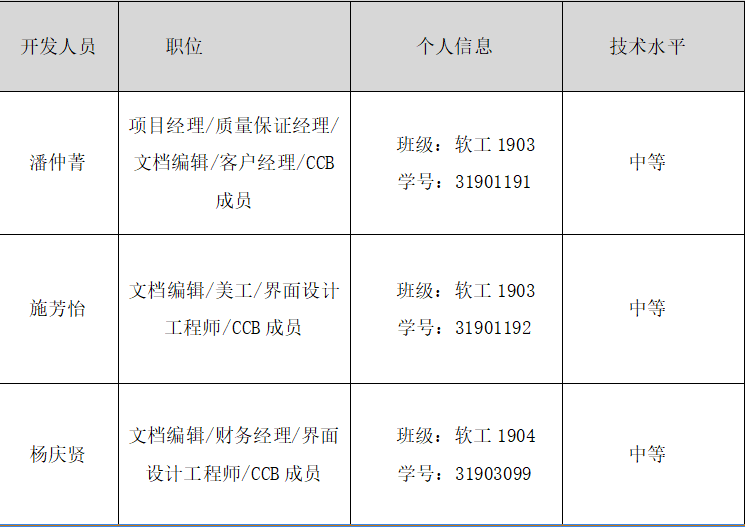 开发人员 职位 个人信息 技术水平
潘仲菁
项目经理/质量保证经理/
文档编辑/客户经理/CCB
成员
班级：软工 1903
学号：31901191
中等
施芳怡
文档编辑/美工/界面设计
工程师/CCB 成员
班级：软工 1903
学号：31901192
中等
杨庆贤
文档编辑/财务经理/界面
设计工程师/CCB 成员
班级：软工 1904
学号：31903099
中等